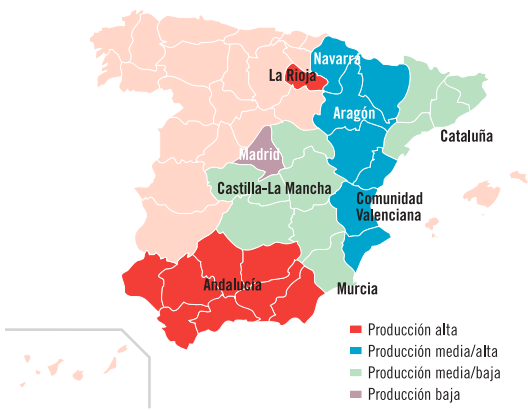 Navarra
La Rioja
Aragón
Cataluña
Madrid
Castilla-La Mancha
Comunidad
Valenciana
Andalucía
Murcia
Producción alta
Producción media/alta
Producción media/baja
Producción baja